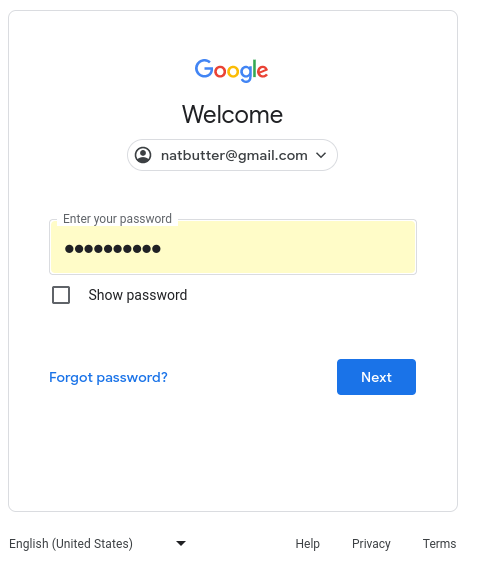 Google
Welcome
natbutter@gmail.com
Enter your password
••••••••••
Show password
Forgot password? Next
English (United States) Help Privacy Terms